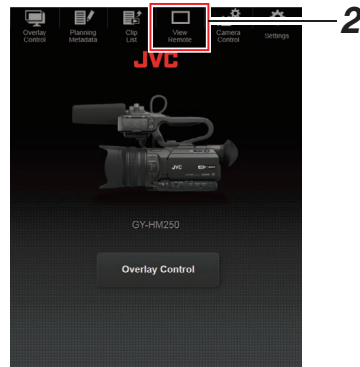 Overlay
Control
Planning
Metadata
Clip
List
View
Remote
Camera
Control
Settings
2
JVC
JVC
GY-HM250
Overlay Control